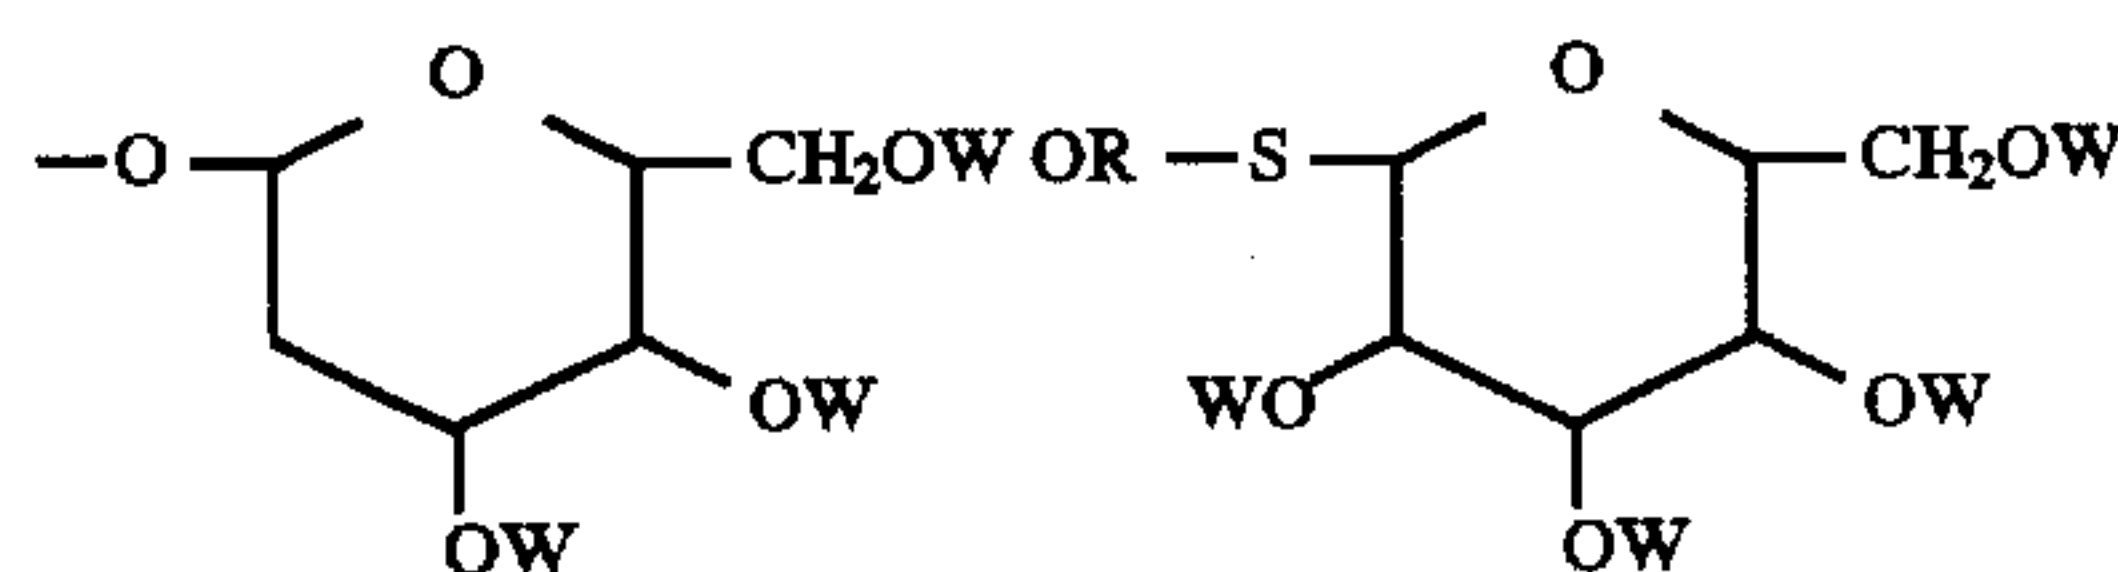 O O
—O CH₂OW OR —S CH₂OW
OW WO OW
OW OW